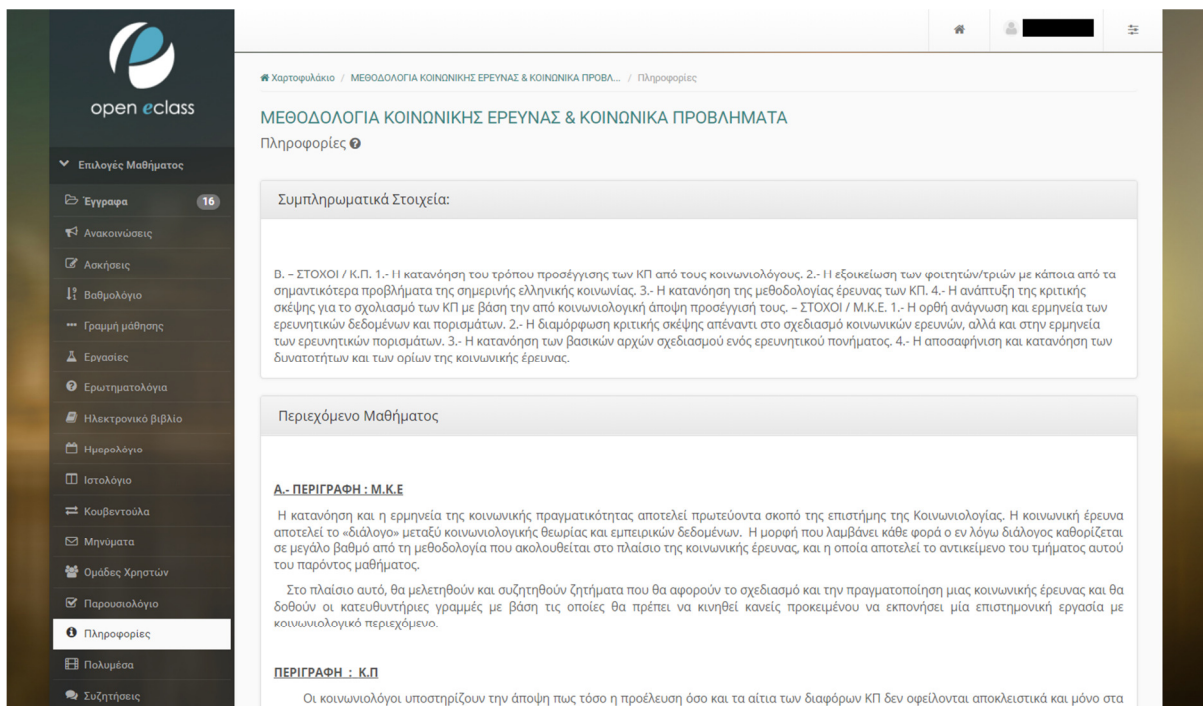 open eclass
Επιλογές Μαθήματος
Έγγραφα 16
Ανακοινώσεις
Ασκήσεις
Βαθμολόγιο
Γραμμή μάθησης
Εργασίες
Ερωτηματολόγια
Ηλεκτρονικό βιβλίο
Ημερολόγιο
Ιστολόγιο
Κουβεντούλα
Μηνύματα
Ομάδες Χρηστών
Παρουσιολόγιο
Πληροφορίες
Πολυμέσα
Συζητήσεις
Χαρτοφυλάκιο / ΜΕΘΟΔΟΛΟΓΙΑ ΚΟΙΝΩΝΙΚΗΣ ΕΡΕΥΝΑΣ & ΚΟΙΝΩΝΙΚΑ ΠΡΟΒΛ... / Πληροφορίες
ΜΕΘΟΔΟΛΟΓΙΑ ΚΟΙΝΩΝΙΚΗΣ ΕΡΕΥΝΑΣ & ΚΟΙΝΩΝΙΚΑ ΠΡΟΒΛΗΜΑΤΑ
Πληροφορίες
Συμπληρωματικά Στοιχεία:
Β. – ΣΤΟΧΟΙ / Κ.Π. 1.- Η κατανόηση του τρόπου προσέγγισης των ΚΠ από τους κοινωνιολόγους. 2.- Η εξοικείωση των φοιτητών/τριών με κάποια από τα
σημαντικότερα προβλήματα της σημερινής ελληνικής κοινωνίας. 3.- Η κατανόηση της μεθοδολογίας έρευνας των ΚΠ. 4.- Η ανάπτυξη της κριτικής
σκέψης για το σχολιασμό των ΚΠ με βάση την από κοινωνιολογική άποψη προσέγγισή τους. – ΣΤΟΧΟΙ / Μ.Κ.Ε. 1.- Η ορθή ανάγνωση και ερμηνεία των
ερευνητικών δεδομένων και πορισμάτων. 2.- Η διαμόρφωση κριτικής σκέψης απέναντι στο σχεδιασμό κοινωνικών ερευνών, αλλά και στην ερμηνεία
των ερευνητικών πορισμάτων. 3.- Η κατανόηση των βασικών αρχών σχεδιασμού ενός ερευνητικού πονήματος. 4.- Η αποσαφήνιση και κατανόηση των
δυνατοτήτων και των ορίων της κοινωνικής έρευνας.
Περιεχόμενο Μαθήματος
Α.- ΠΕΡΙΓΡΑΦΗ : Μ.Κ.Ε
Η κατανόηση και η ερμηνεία της κοινωνικής πραγματικότητας αποτελεί πρωτεύοντα σκοπό της επιστήμης της Κοινωνιολογίας. Η κοινωνική έρευνα
αποτελεί το «διάλογο» μεταξύ κοινωνιολογικής θεωρίας και εμπειρικών δεδομένων. Η μορφή που λαμβάνει κάθε φορά ο εν λόγω διάλογος καθορίζεται
σε μεγάλο βαθμό από τη μεθοδολογία που ακολουθείται στο πλαίσιο της κοινωνικής έρευνας, και η οποία αποτελεί το αντικείμενο του τμήματος αυτού
του παρόντος μαθήματος.
Στο πλαίσιο αυτό, θα μελετηθούν και συζητηθούν ζητήματα που θα αφορούν το σχεδιασμό και την πραγματοποίηση μιας κοινωνικής έρευνας και θα
δοθούν οι κατευθυντήριες γραμμές με βάση τις οποίες θα πρέπει να κινηθεί κανείς προκειμένου να εκπονήσει μία επιστημονική εργασία με
κοινωνιολογικό περιεχόμενο.
ΠΕΡΙΓΡΑΦΗ : Κ.Π
Οι κοινωνιολόγοι υποστηρίζουν την άποψη πως τόσο η προέλευση όσο και τα αίτια των διαφόρων ΚΠ δεν οφείλονται αποκλειστικά και μόνο στα